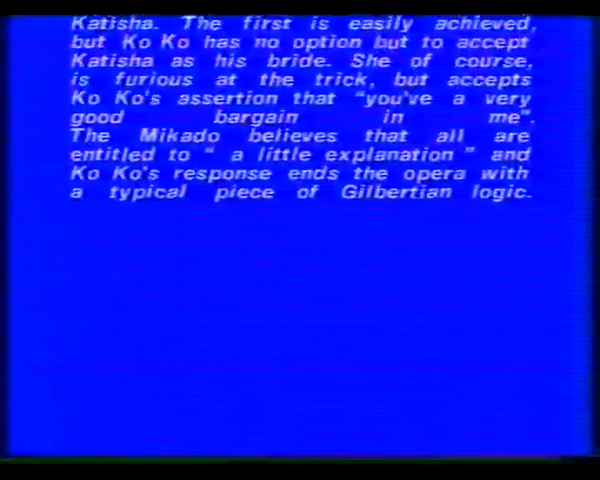 Katisha. The first is easily achieved,
but Ko Ko has no option but to accept
Katisha as his bride. She of course,
is furious at the trick, but accepts
Ko Ko's assertion that "you've a very
good bargain in me".
The Mikado believes that all are
entitled to " a little explanation " and
Ko Ko's response ends the opera with
a typical piece of Gilbertian logic.